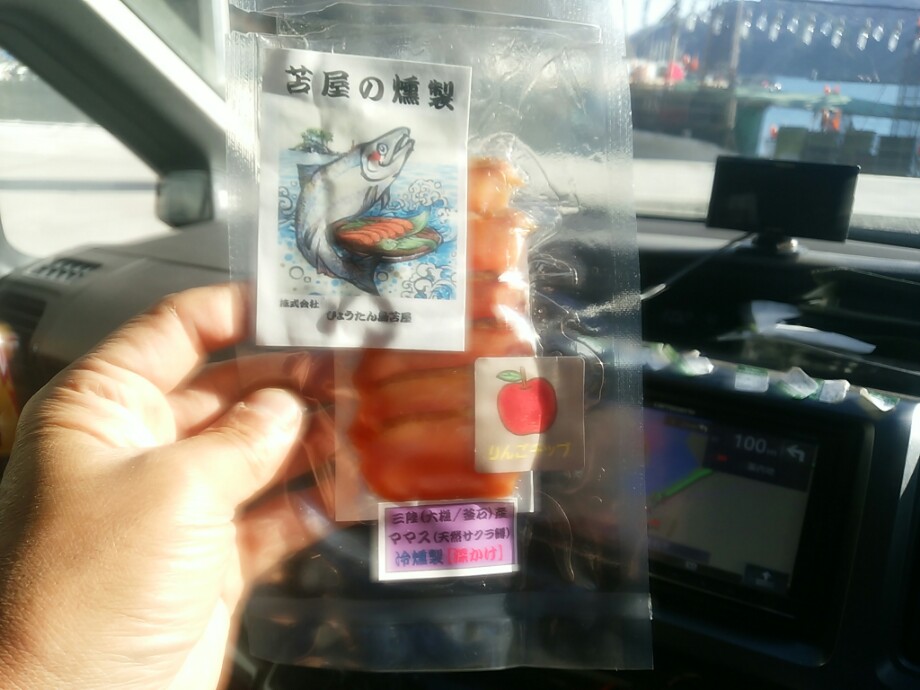 苫屋の燻製
株式会社
ひょうたん島苫屋
りんごチップ
三陸(大槌/釜石)産
ママス(天然サクラ鱒)
冷燻製
100m